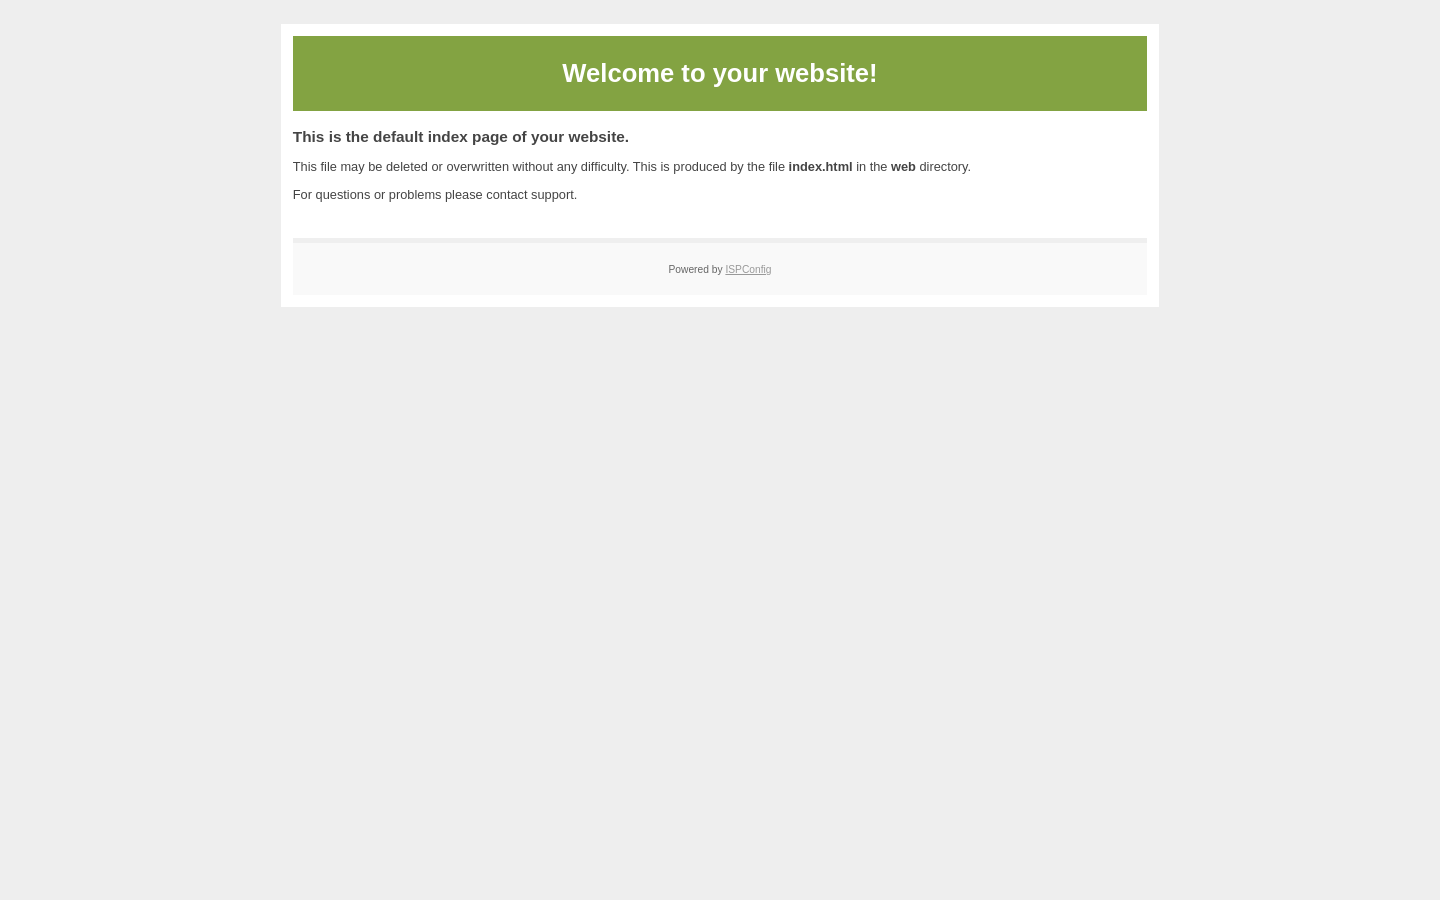 Welcome to your website!
This is the default index page of your website.
This file may be deleted or overwritten without any difficulty. This is produced by the file index.html in the web directory.
For questions or problems please contact support.
Powered by ISPConfig